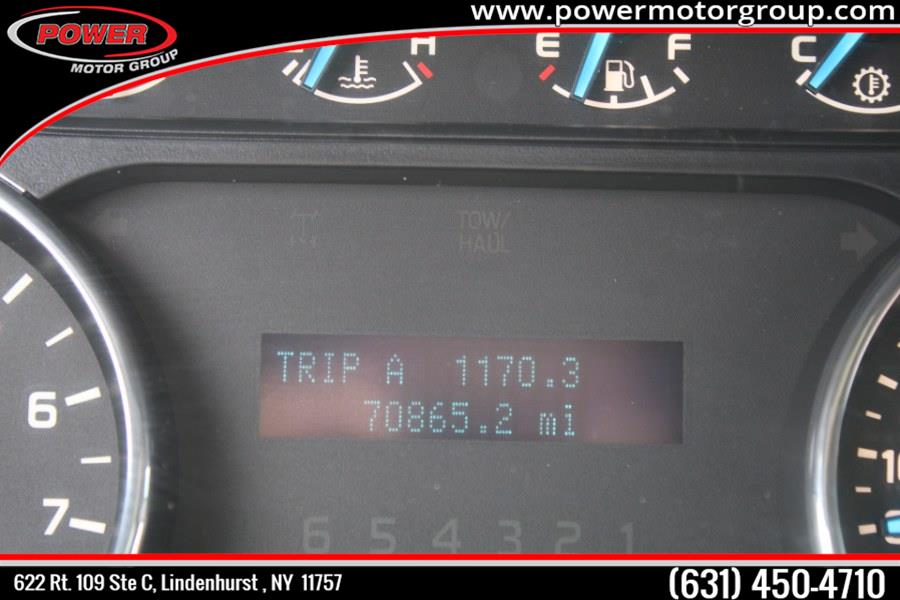 POWER
MOTOR GROUP
www.powermotorgroup.com
H
E F
C
TOW/
HAUL
TRIP A 1170.3
70865.2 mi
6
7
6 5 4 3 2 1
622 Rt. 109 Ste C, Lindenhurst , NY 11757
(631) 450-4710